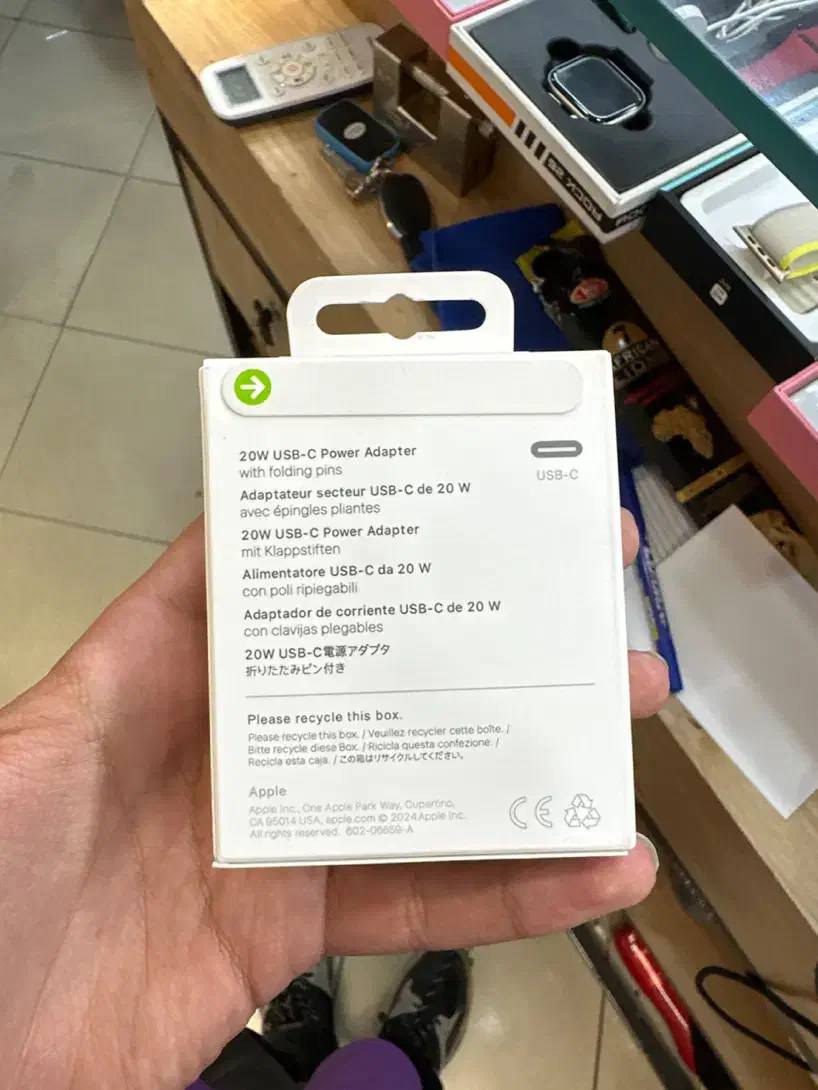 ROCK 2S
20W USB-C Power Adapter
with folding pins
USB-C
Adaptateur secteur USB-C de 20 W
avec épingles pliantes
20W USB-C Power Adapter
mit Klappstiften
Alimentatore USB-C da 20 W
con poli ripiegabili
Adaptador de corriente USB-C de 20 W
con clavijas plegables
20W USB-C電源アダプタ
折りたたみピン付き
Please recycle this box.
Please recycle this box. / Veuillez recycler cette boîte. /
Bitte recycle diese Box. / Ricicla questa confezione. /
Recicla esta caja. / この箱はリサイクルしてください。
Apple
Apple Inc., One Apple Park Way, Cupertino,
CA 95014 USA, apple.com © 2024 Apple Inc.
All rights reserved. 602-06659-A
CE